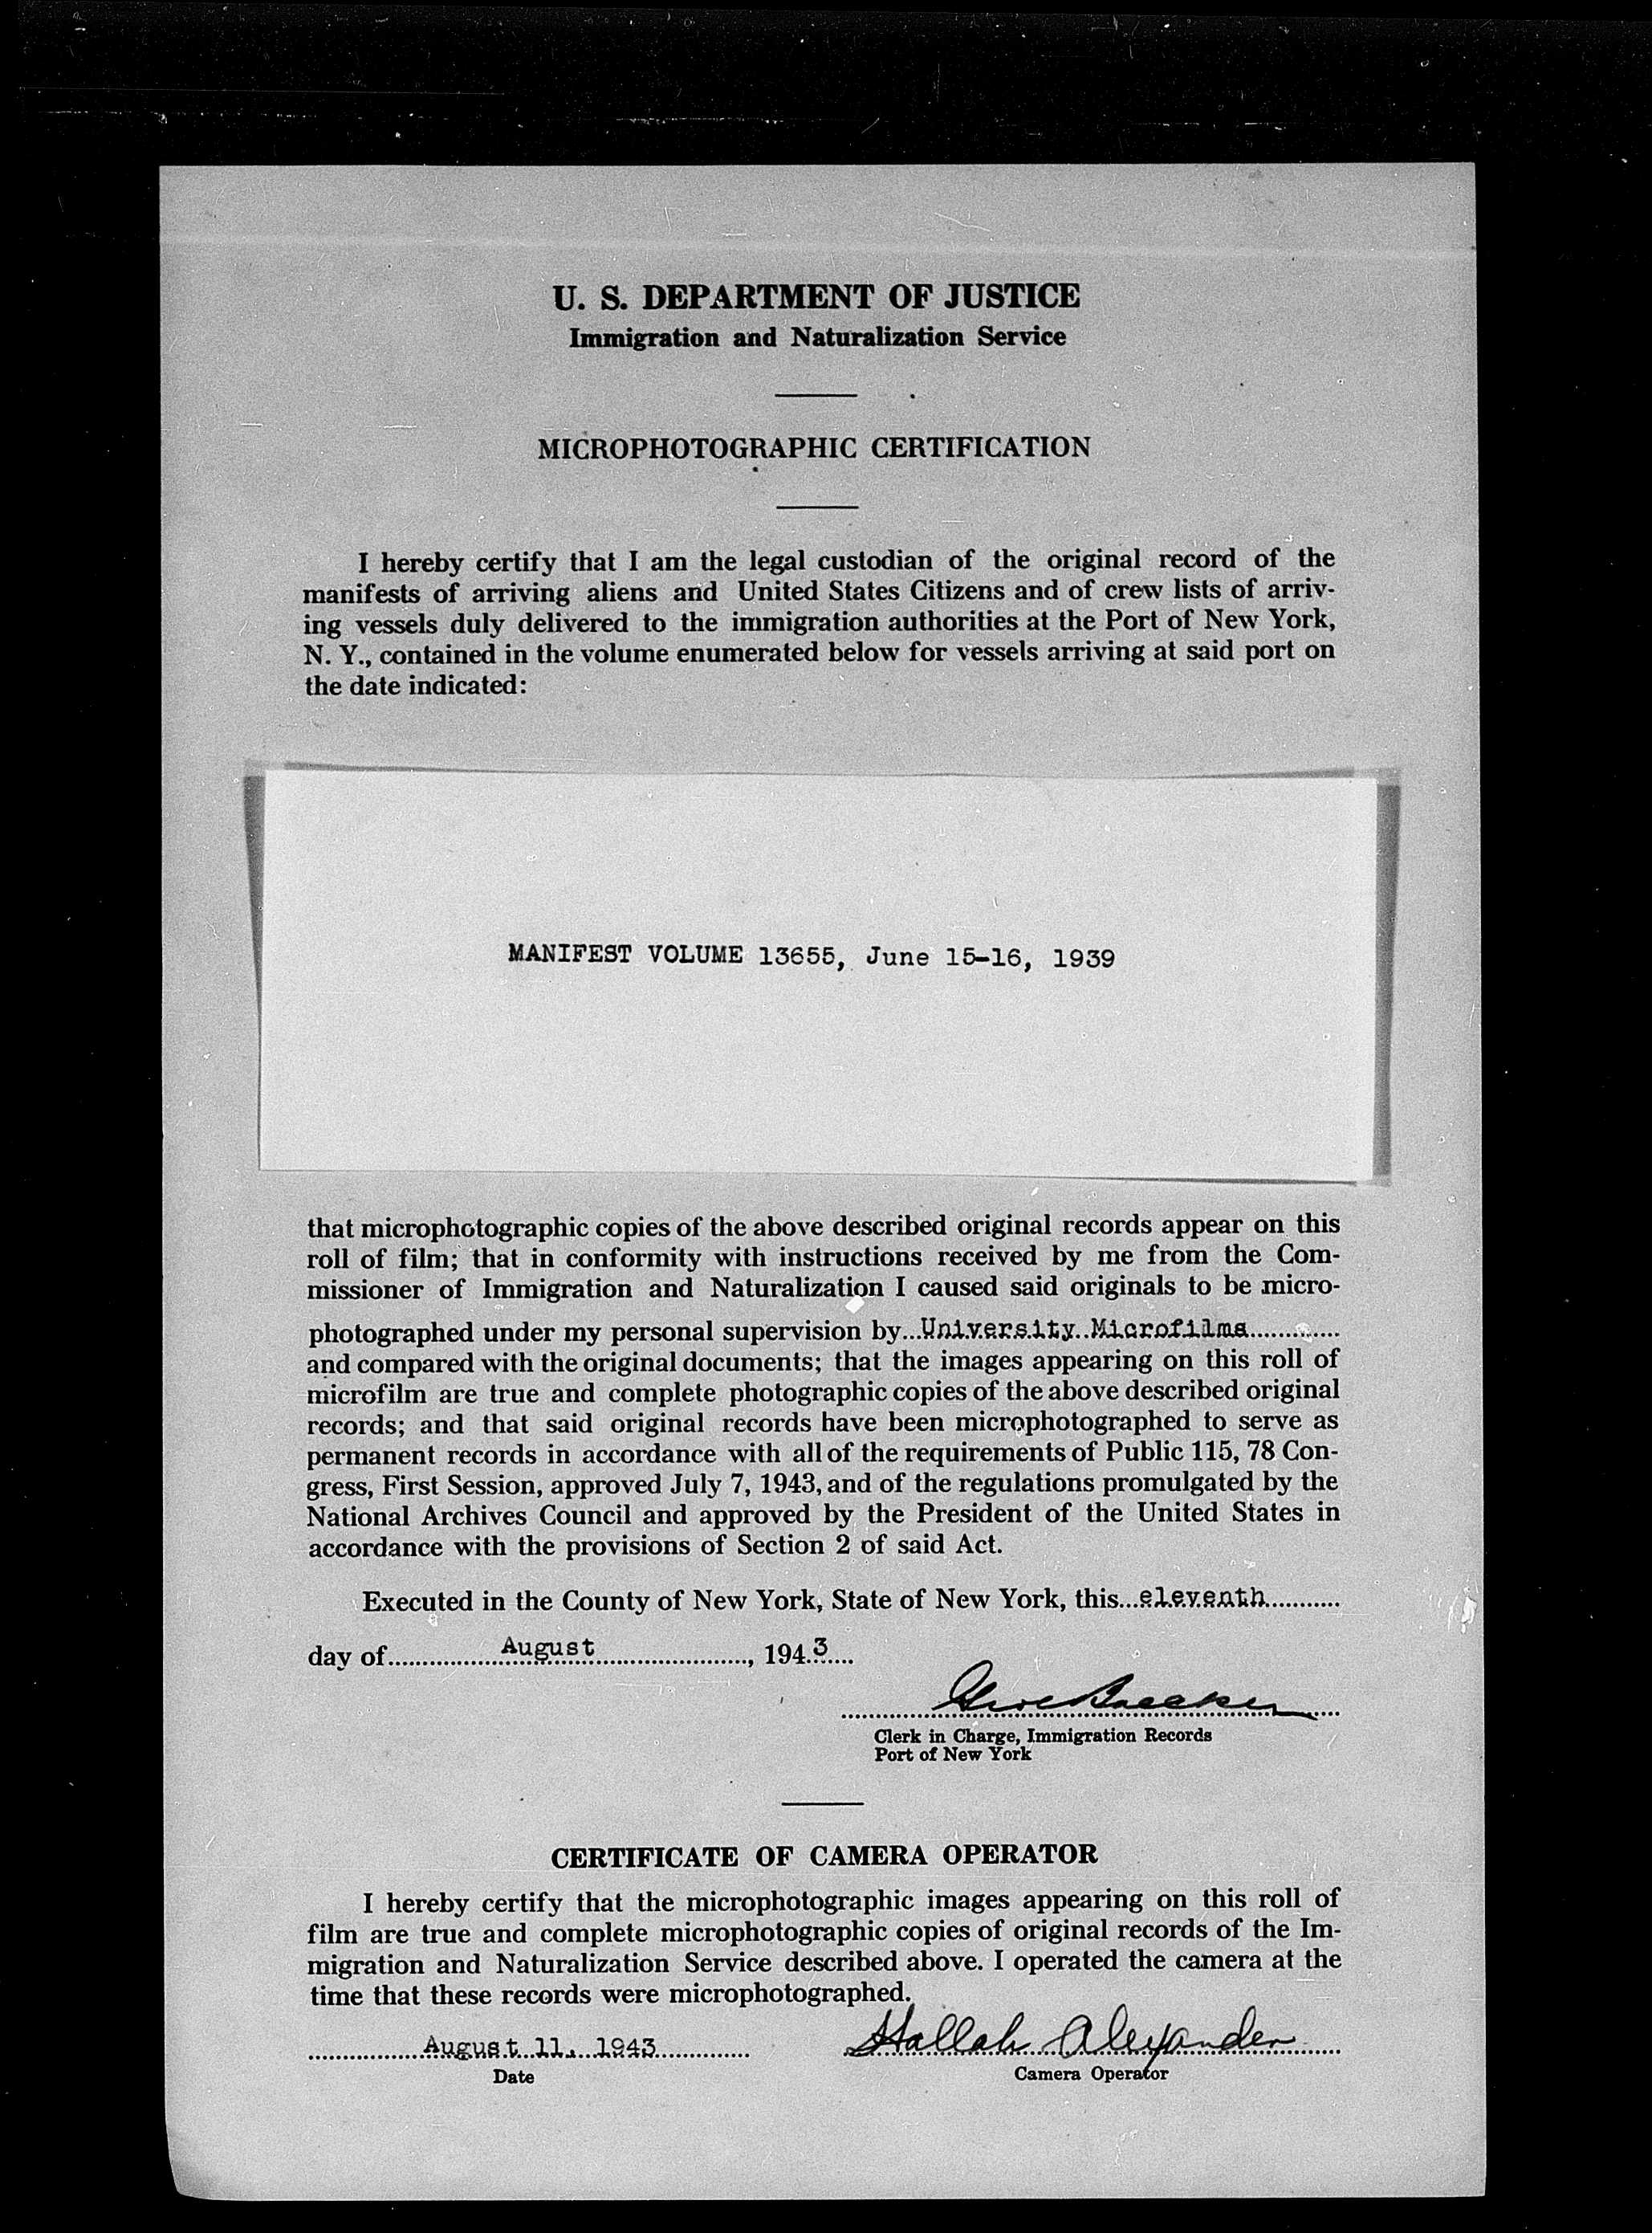 U. S. DEPARTMENT OF JUSTICE
Immigration and Naturalization Service
MICROPHOTOGRAPHIC CERTIFICATION
I hereby certify that I am the legal custodian of the original record of the
manifests of arriving aliens and United States Citizens and of crew lists of arriv-
ing vessels duly delivered to the immigration authorities at the Port of New York,
N. Y., contained in the volume enumerated below for vessels arriving at said port on
the date indicated:
MANIFEST VOLUME 13655, June 15-16, 1939
that microphotographic copies of the above described original records appear on this
roll of film; that in conformity with instructions received by me from the Com-
missioner of Immigration and Naturalization I caused said originals to be micro-
photographed under my personal supervision by University Microfilms
and compared with the original documents; that the images appearing on this roll of
microfilm are true and complete photographic copies of the above described original
records; and that said original records have been microphotographed to serve as
permanent records in accordance with all of the requirements of Public 115, 78 Con-
gress, First Session, approved July 7, 1943, and of the regulations promulgated by the
National Archives Council and approved by the President of the United States in
accordance with the provisions of Section 2 of said Act.
Executed in the County of New York, State of New York, this eleventh
day of August, 1943
Clerk in Charge, Immigration Records
Port of New York
CERTIFICATE OF CAMERA OPERATOR
I hereby certify that the microphotographic images appearing on this roll of
film are true and complete microphotographic copies of original records of the Im-
migration and Naturalization Service described above. I operated the camera at the
time that these records were microphotographed.
August 11, 1943 Hallah Alexander
Date Camera Operator